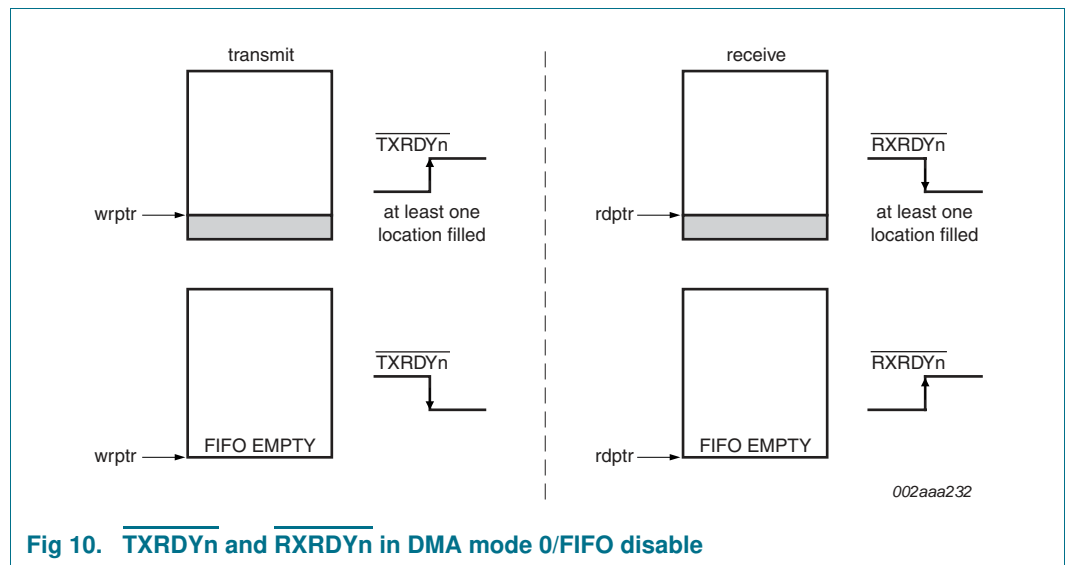 transmit
TXRDYn
wrptr
at least one
location filled
TXRDYn
FIFO EMPTY
wrptr
receive
RXRDYn
rdptr
at least one
location filled
RXRDYn
FIFO EMPTY
rdptr
002aaa232
Fig 10. TXRDYn and RXRDYn in DMA mode 0/FIFO disable